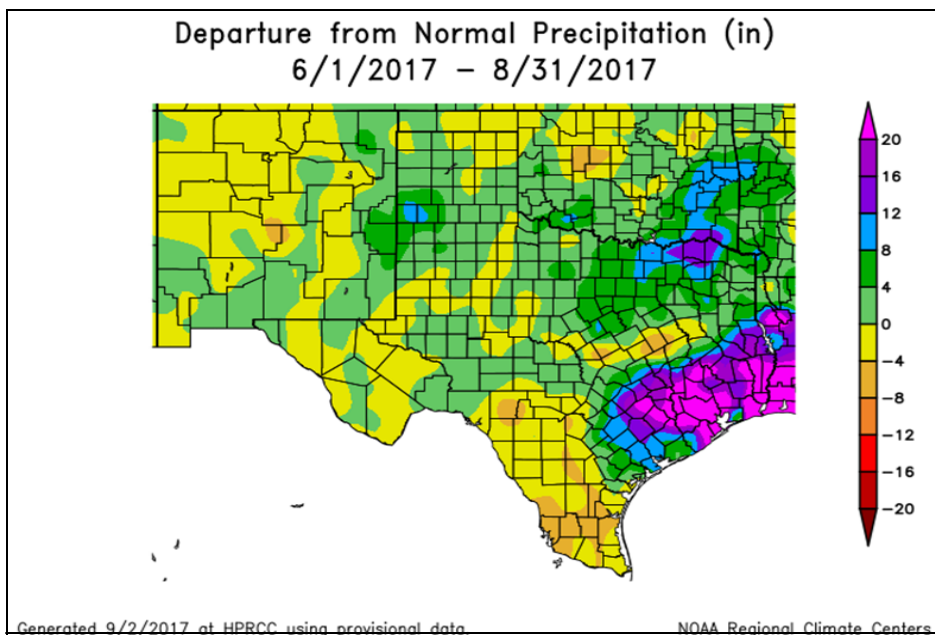 Departure from Normal Precipitation (in)
6/1/2017 – 8/31/2017
20
16
12
8
4
0
-4
-8
-12
-16
-20
Generated 9/2/2017 at HPRCC using provisional data.
NOAA Regional Climate Centers